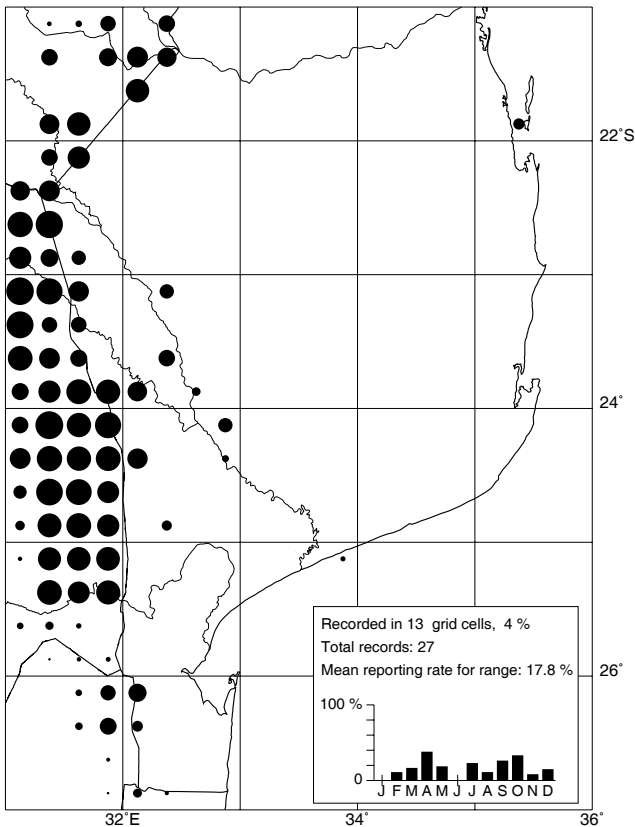 22˚S
24˚
26˚
Recorded in 13 grid cells, 4 %
Total records: 27
Mean reporting rate for range: 17.8 %
100 %
0
J F M A M J J A S O N D
32˚E
34˚
36˚